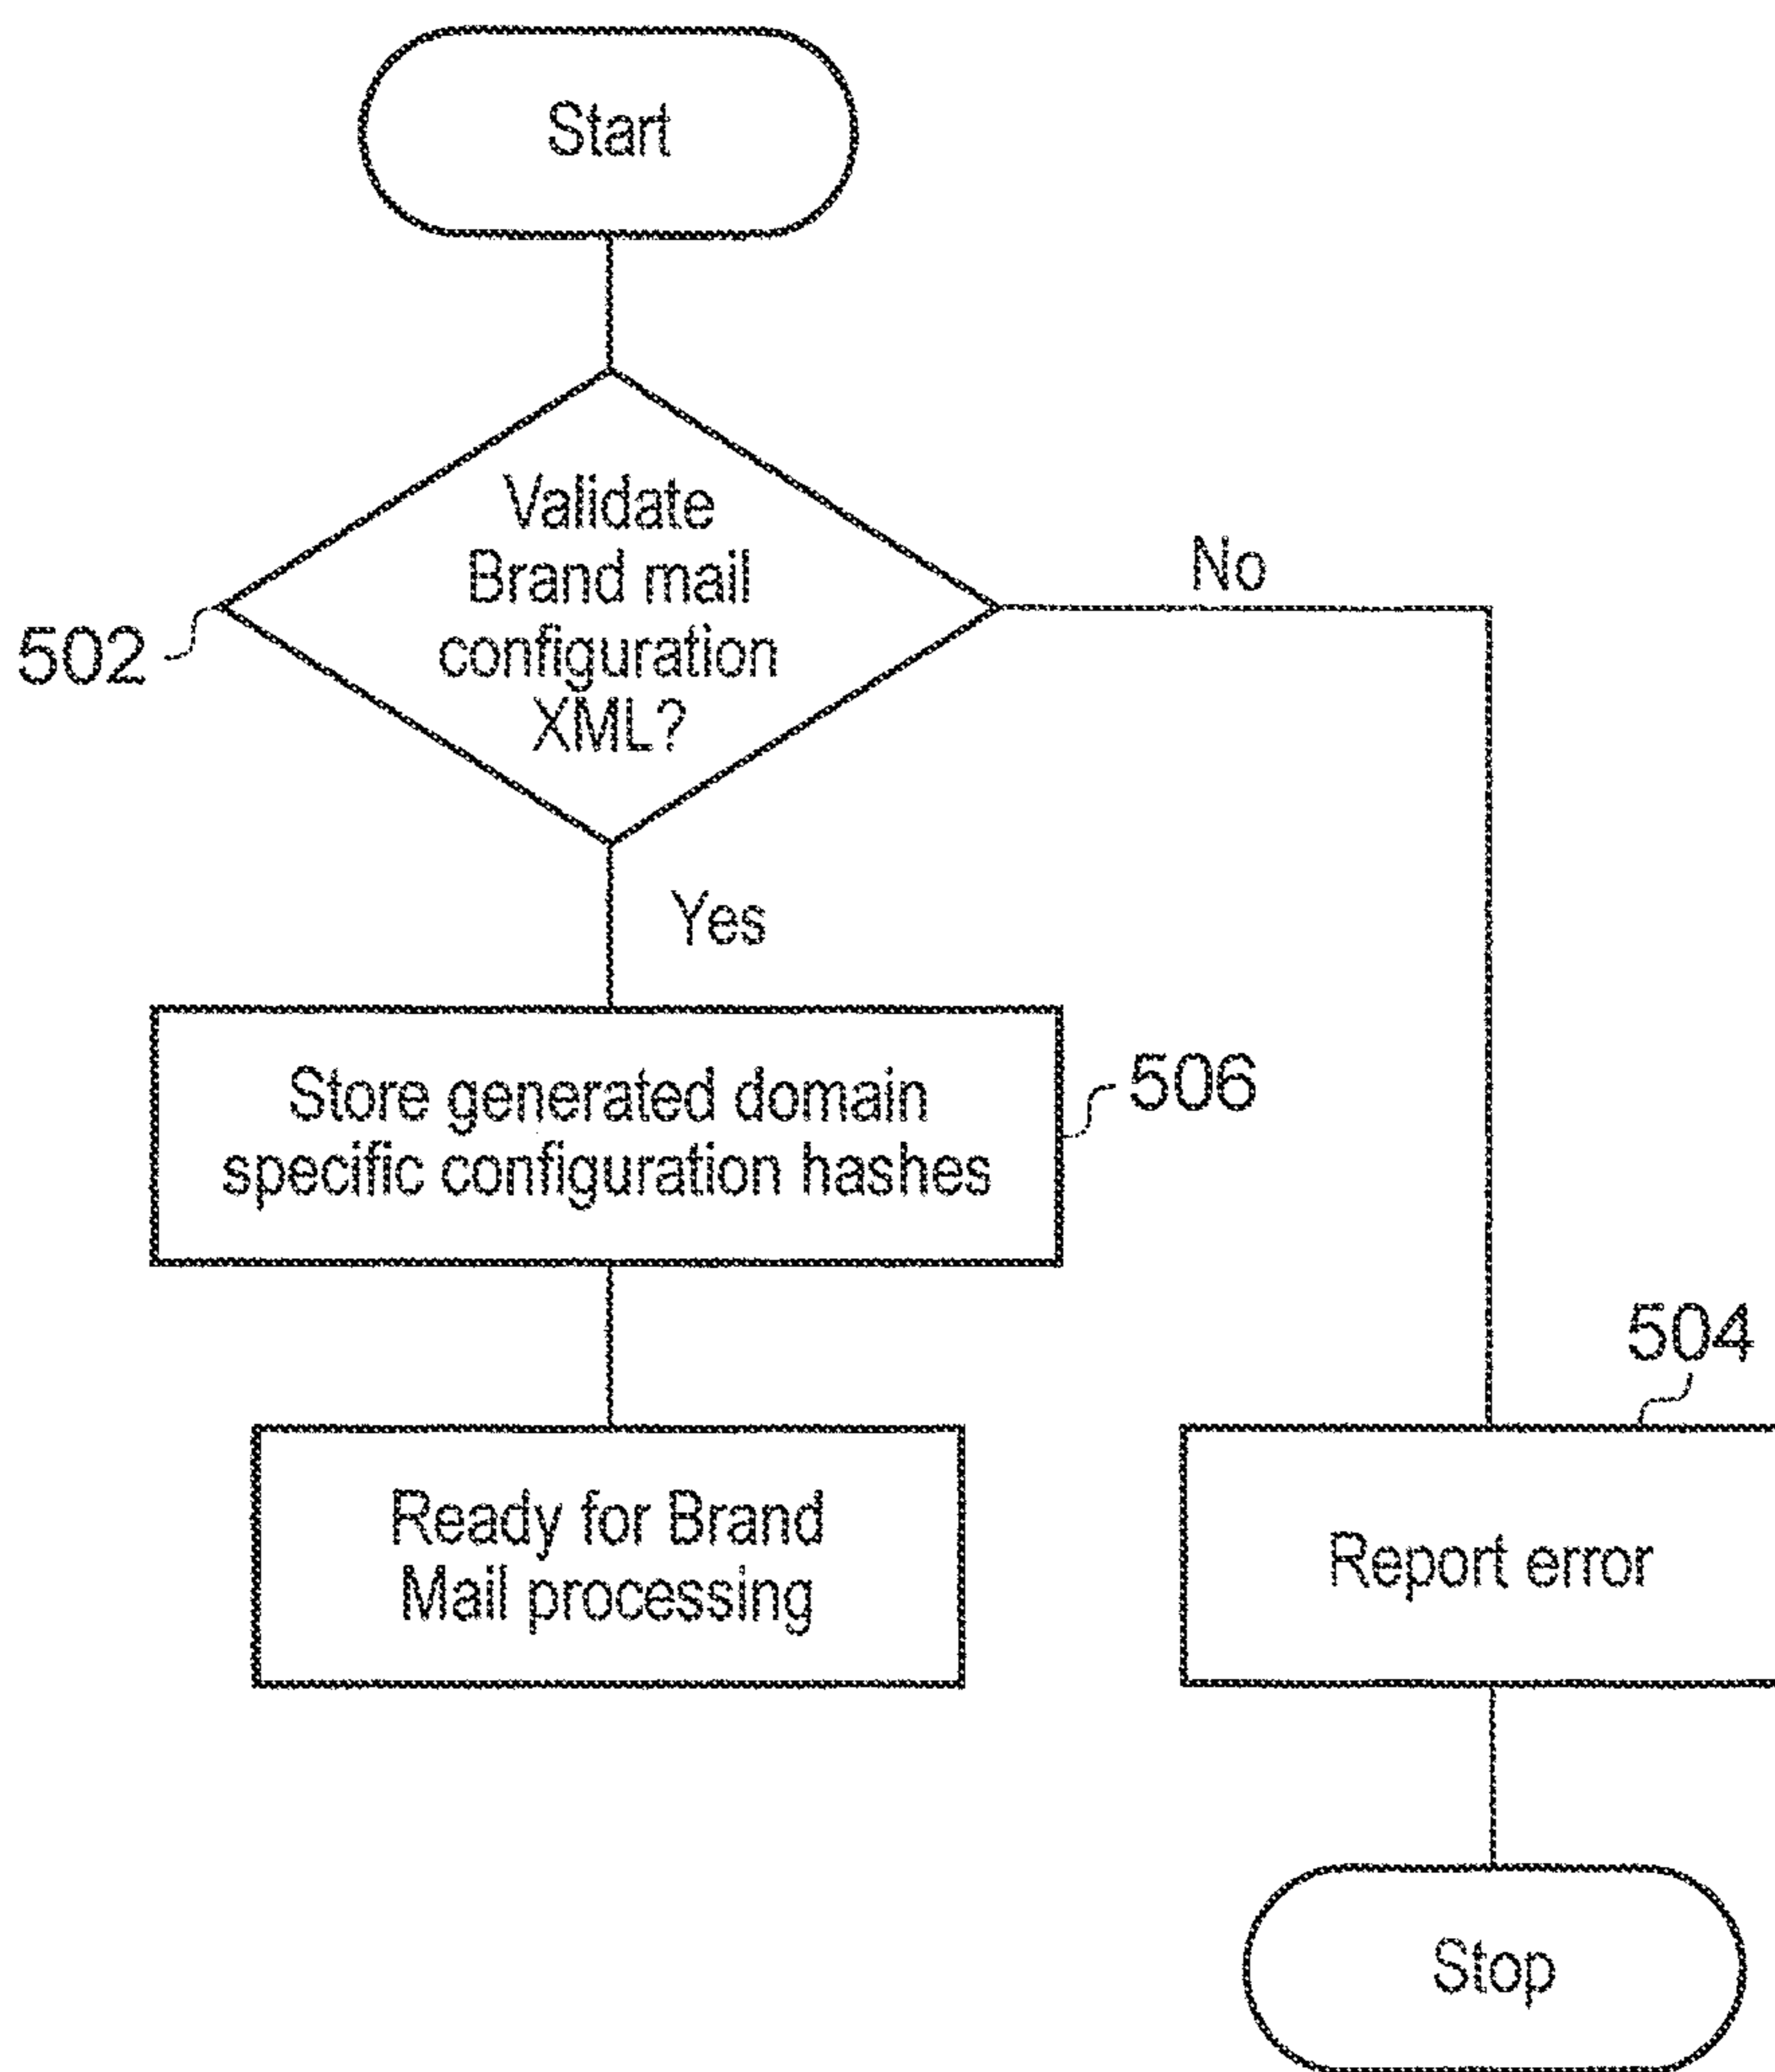 Start
Validate
Brand mail
configuration
XML?
502
No
Yes
Store generated domain
specific configuration hashes
506
504
Ready for Brand
Mail processing
Report error
Stop